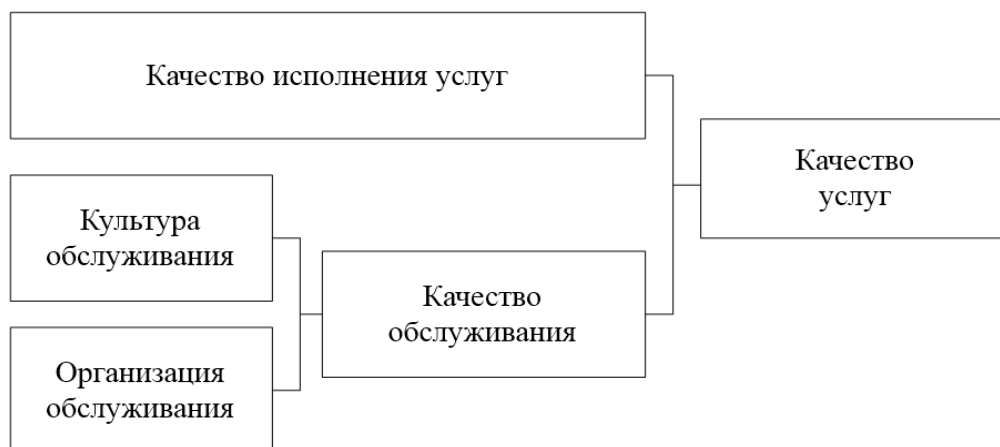 Качество исполнения услуг
Качество
услуг
Культура
обслуживания
Качество
обслуживания
Организация
обслуживания